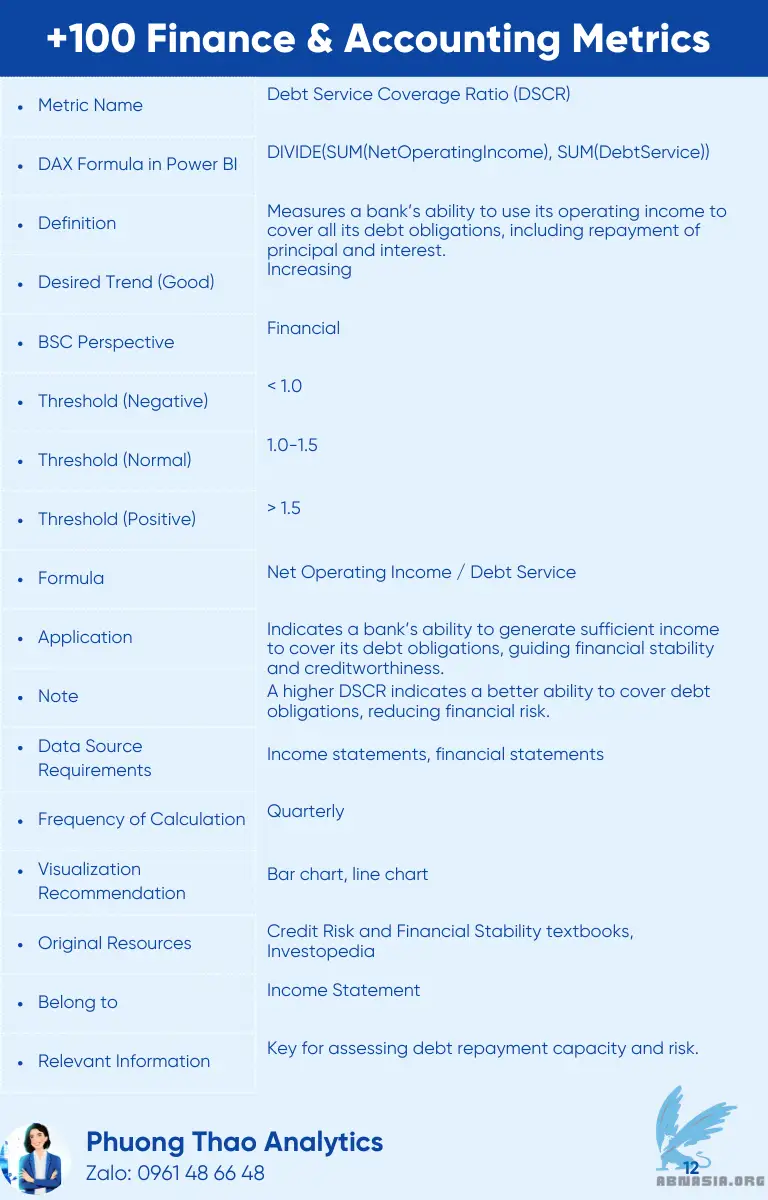 +100 Finance & Accounting Metrics
• Metric Name
Debt Service Coverage Ratio (DSCR)
• DAX Formula in Power BI
DIVIDE(SUM(NetOperatingIncome), SUM(DebtService))
• Definition
Measures a bank’s ability to use its operating income to
cover all its debt obligations, including repayment of
principal and interest.
• Desired Trend (Good)
Increasing
• BSC Perspective
Financial
• Threshold (Negative)
< 1.0
• Threshold (Normal)
1.0-1.5
• Threshold (Positive)
> 1.5
• Formula
Net Operating Income / Debt Service
• Application
Indicates a bank’s ability to generate sufficient income
to cover its debt obligations, guiding financial stability
and creditworthiness.
• Note
A higher DSCR indicates a better ability to cover debt
obligations, reducing financial risk.
• Data Source
Requirements
Income statements, financial statements
• Frequency of Calculation
Quarterly
• Visualization
Recommendation
Bar chart, line chart
• Original Resources
Credit Risk and Financial Stability textbooks,
Investopedia
• Belong to
Income Statement
• Relevant Information
Key for assessing debt repayment capacity and risk.
Phuong Thao Analytics
Zalo: 0961 48 66 48
12
ABNASIA.ORG